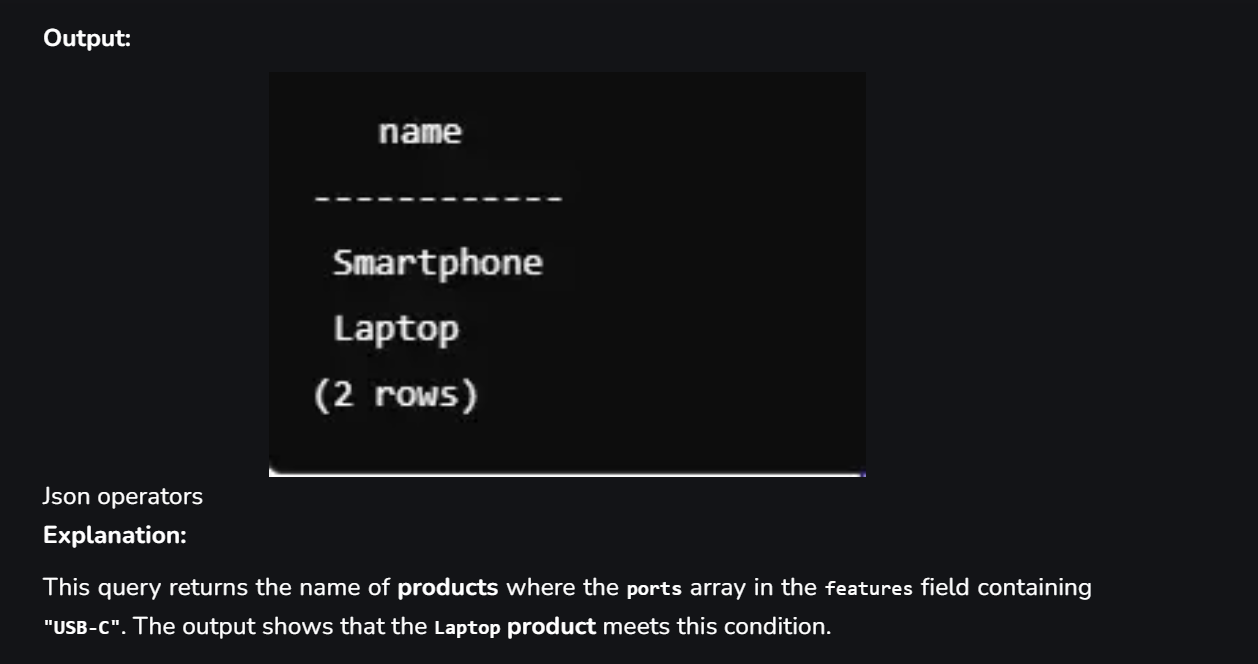 Output:
name
------------
Smartphone
Laptop
(2 rows)
Json operators
Explanation:
This query returns the name of products where the ports array in the features field containing
"USB-C". The output shows that the Laptop product meets this condition.